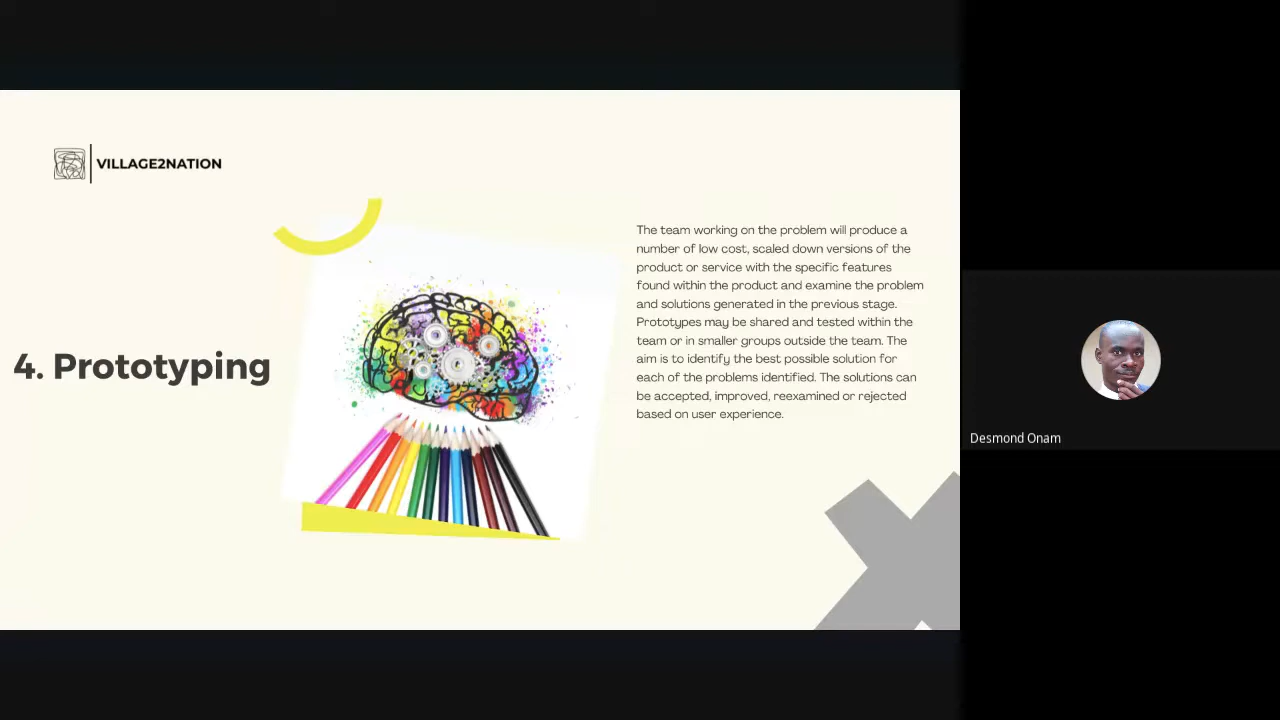 VILLAGE2NATION
4. Prototyping
The team working on the problem will produce a
number of low cost, scaled down versions of the
product or service with the specific features
found within the product and examine the problem
and solutions generated in the previous stage.
Prototypes may be shared and tested within the
team or in smaller groups outside the team. The
aim is to identify the best possible solution for
each of the problems identified. The solutions can
be accepted, improved, reexamined or rejected
based on user experience.
Desmond Onam